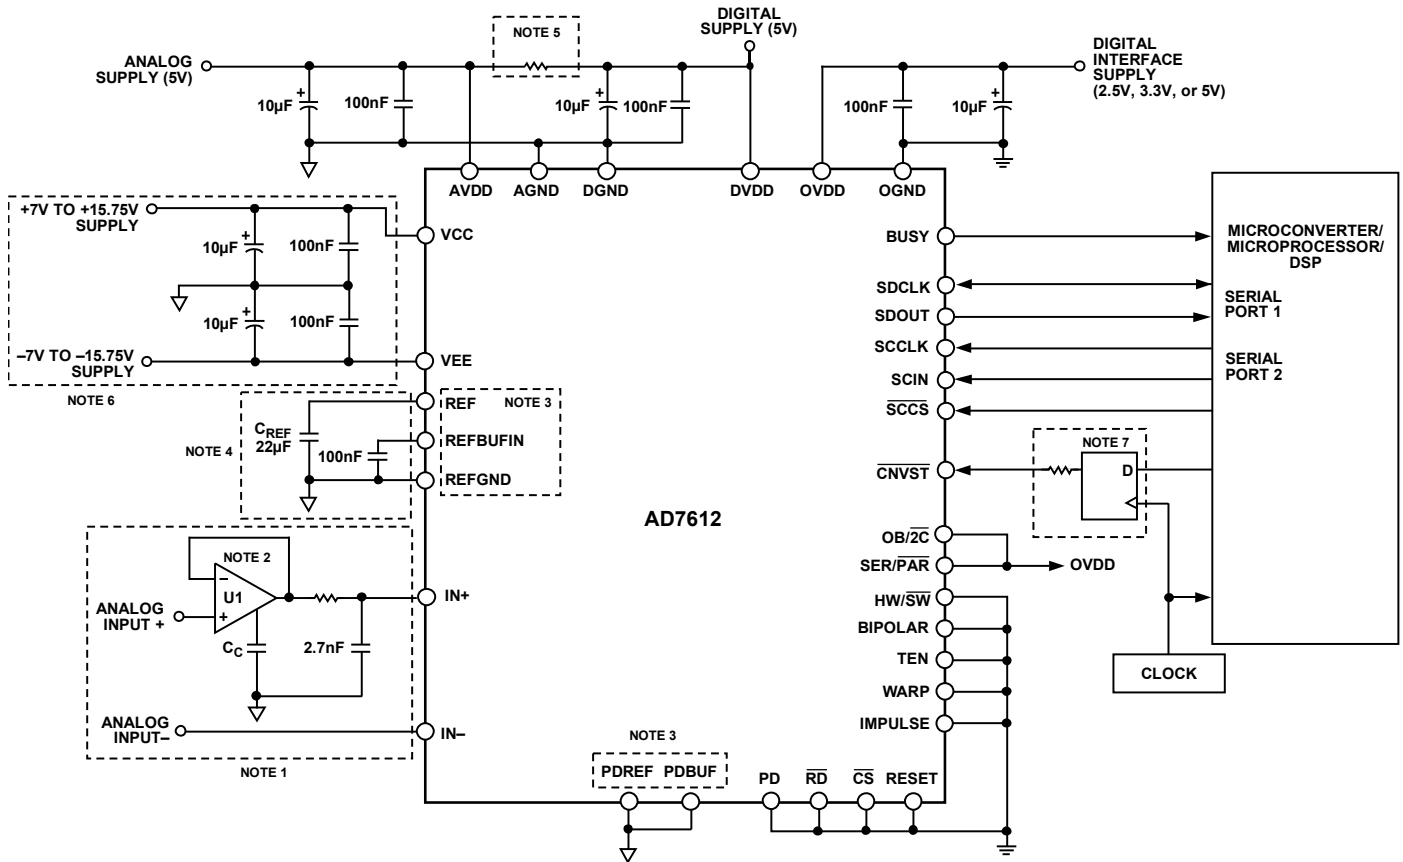 DIGITAL
SUPPLY (5V)
NOTE 5
ANALOG
SUPPLY (5V)
DIGITAL
INTERFACE
SUPPLY
(2.5V, 3.3V, or 5V)
10µF
+
100nF
10µF
+
100nF
100nF
10µF
+
AVDD
AGND
DGND
DVDD
OVDD
OGND
+7V TO +15.75V
SUPPLY
10µF
+
100nF
10µF
+
100nF
–7V TO –15.75V
SUPPLY
NOTE 6
VCC
VEE
NOTE 4
CREF
22µF
100nF
REF
REFBUFIN
REFGND
NOTE 3
AD7612
NOTE 2
–
U1
+
ANALOG
INPUT +
CC
2.7nF
ANALOG
INPUT–
NOTE 1
IN+
IN–
NOTE 3
PDREF PDBUF
PD
RD
CS
RESET
BUSY
SDCLK
SDOUT
SCCLK
SCIN
SCCS
CNVST
OB/2C
SER/PAR
HW/SW
BIPOLAR
TEN
WARP
IMPULSE
OVDD
NOTE 7
D
CLOCK
MICROCONVERTER/
MICROPROCESSOR/
DSP
SERIAL
PORT 1
SERIAL
PORT 2